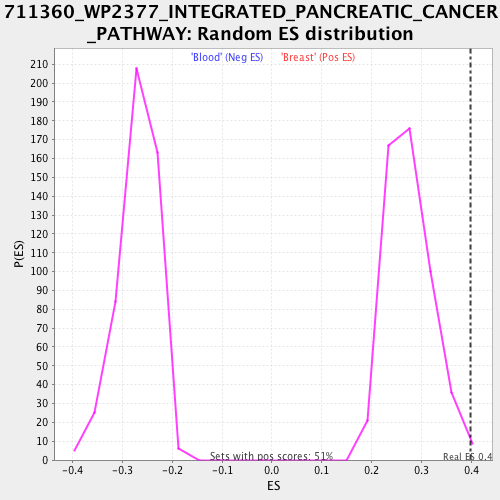 711360_WP2377_INTEGRATED_PANCREATIC_CANCER
_PATHWAY: Random ES distribution
'Blood' (Neg ES) 'Breast' (Pos ES)
210
200
190
180
170
160
150
140
130
120
110
100
90
80
70
60
50
40
30
20
10
0
P(ES)
Sets with pos scores: 51%
Real ES 0.4
-0.4 -0.3 -0.2 -0.1 0.0 0.1 0.2 0.3 0.4
ES